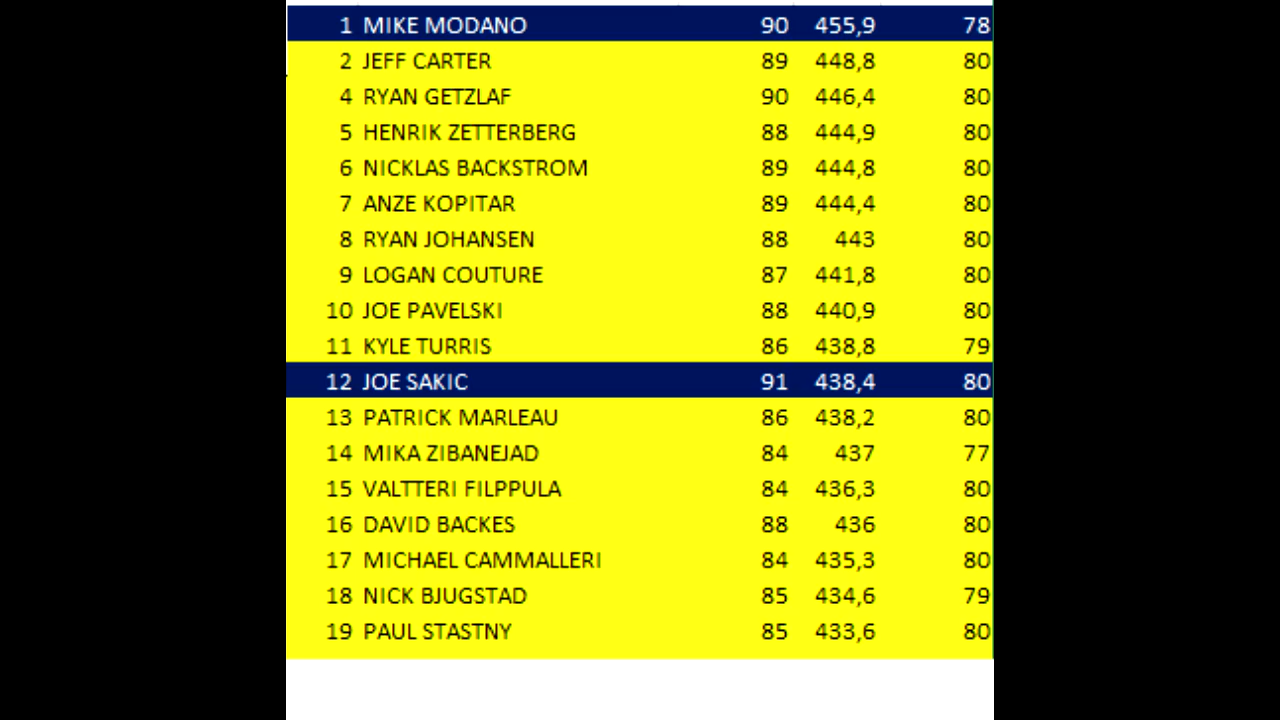 1 MIKE MODANO 90 455,9 78
2 JEFF CARTER 89 448,8 80
4 RYAN GETZLAF 90 446,4 80
5 HENRIK ZETTERBERG 88 444,9 80
6 NICKLAS BACKSTROM 89 444,8 80
7 ANZE KOPITAR 89 444,4 80
8 RYAN JOHANSEN 88 443 80
9 LOGAN COUTURE 87 441,8 80
10 JOE PAVELSKI 88 440,9 80
11 KYLE TURRIS 86 438,8 79
12 JOE SAKIC 91 438,4 80
13 PATRICK MARLEAU 86 438,2 80
14 MIKA ZIBANEJAD 84 437 77
15 VALTTERI FILPPULA 84 436,3 80
16 DAVID BACKES 88 436 80
17 MICHAEL CAMMALLERI 84 435,3 80
18 NICK BJUGSTAD 85 434,6 79
19 PAUL STASTNY 85 433,6 80